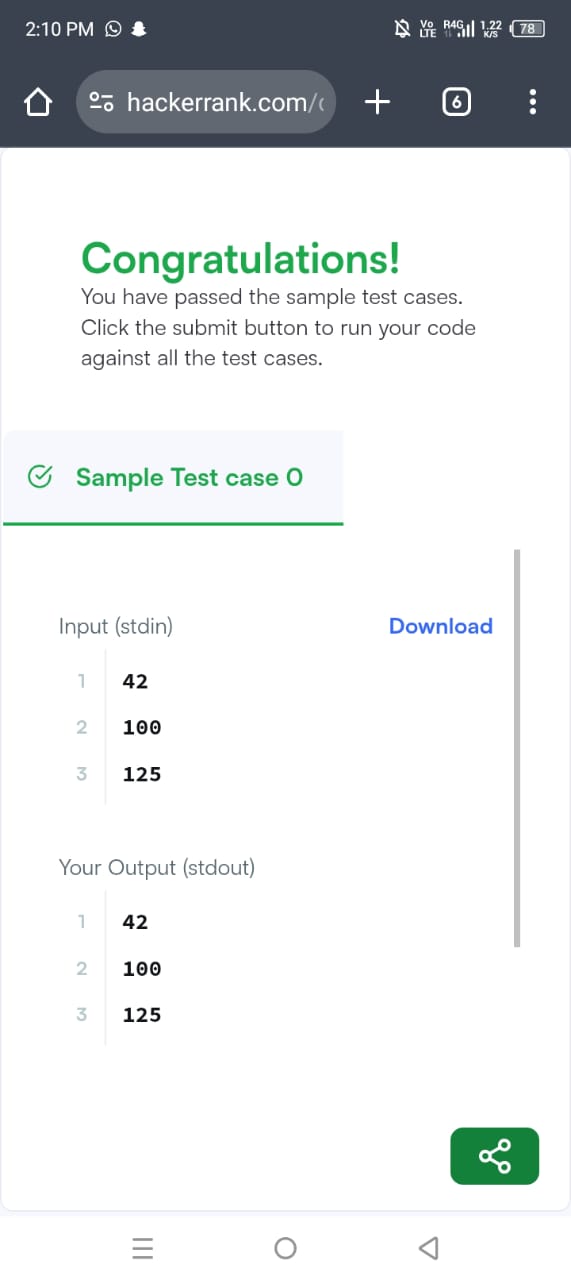 2:10 PM
Vo LTE R4G 1.22 K/S 78
hackerrank.com/
6
Congratulations!
You have passed the sample test cases.
Click the submit button to run your code
against all the test cases.
Sample Test case 0
Input (stdin) Download
1 42
2 100
3 125
Your Output (stdout)
1 42
2 100
3 125